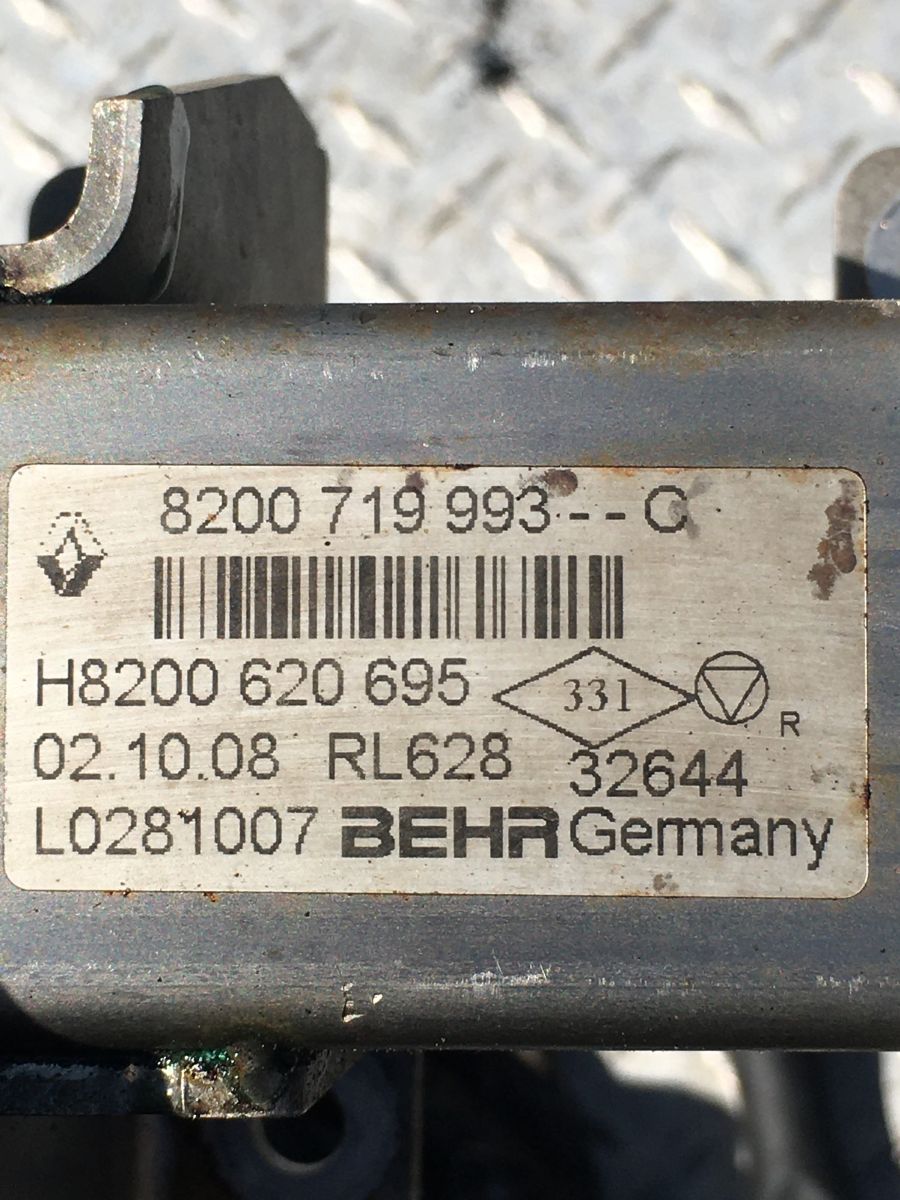 8200 719 993--C
H8200 620 695
331
R
02.10.08 RL628
32644
L0281007 BEHR Germany